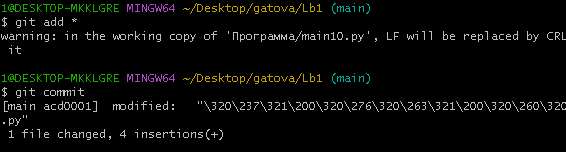 1@DESKTOP-MKKLGRE MINGW64 ~/Desktop/gatova/Lb1 (main)
$ git add *
warning: in the working copy of 'Программа/main10.py', LF will be replaced by CRL
it
1@DESKTOP-MKKLGRE MINGW64 ~/Desktop/gatova/Lb1 (main)
$ git commit
[main acd0001]  modified:   "\320\237\321\200\320\276\320\263\321\200\320\260\320
.py"
1 file changed, 4 insertions(+)